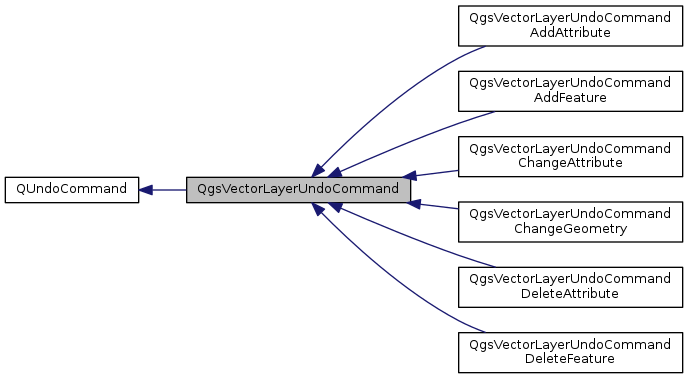 QUndoCommand
QgsVectorLayerUndoCommand
QgsVectorLayerUndoCommand
AddAttribute
QgsVectorLayerUndoCommand
AddFeature
QgsVectorLayerUndoCommand
ChangeAttribute
QgsVectorLayerUndoCommand
ChangeGeometry
QgsVectorLayerUndoCommand
DeleteAttribute
QgsVectorLayerUndoCommand
DeleteFeature